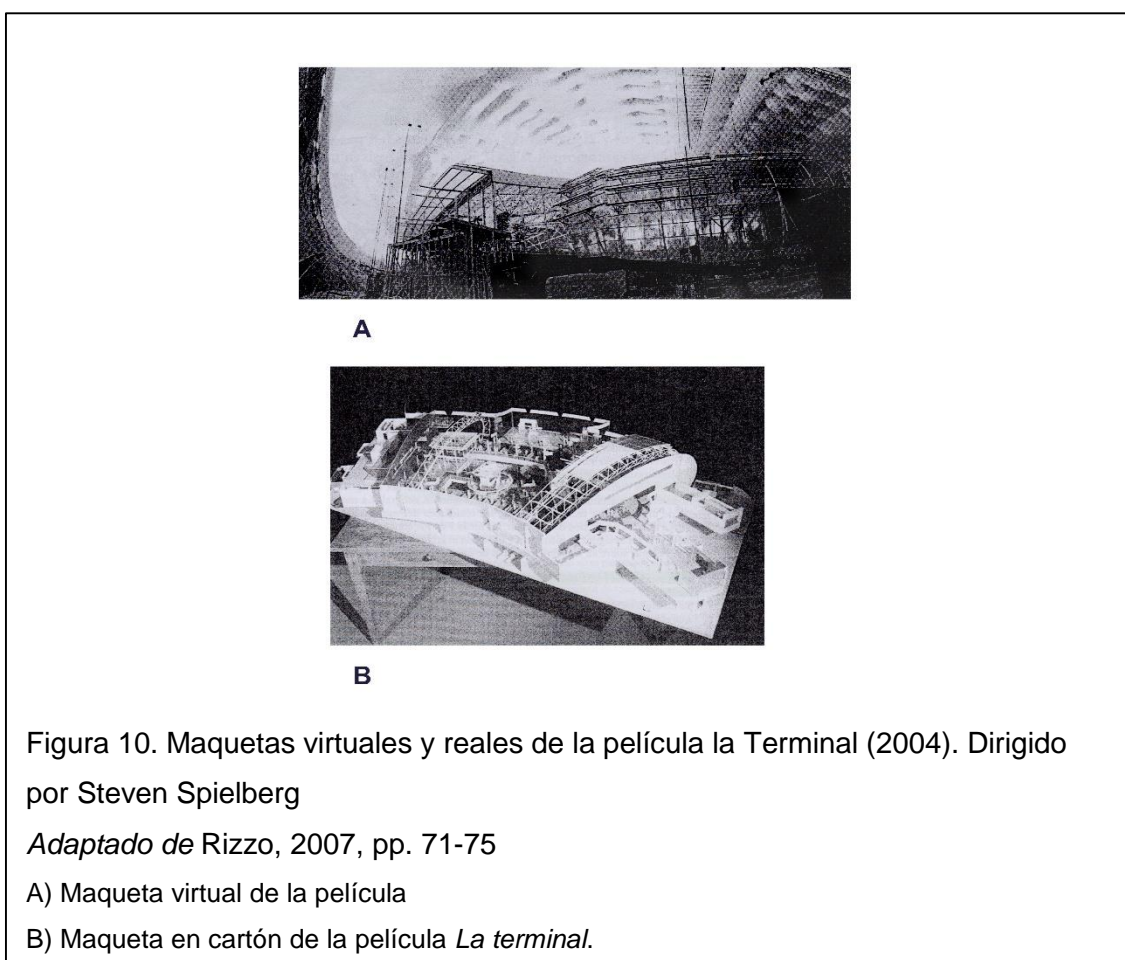 A
B
Figura 10. Maquetas virtuales y reales de la película la Terminal (2004). Dirigido
por Steven Spielberg
Adaptado de Rizzo, 2007, pp. 71-75
A) Maqueta virtual de la película
B) Maqueta en cartón de la película La terminal.